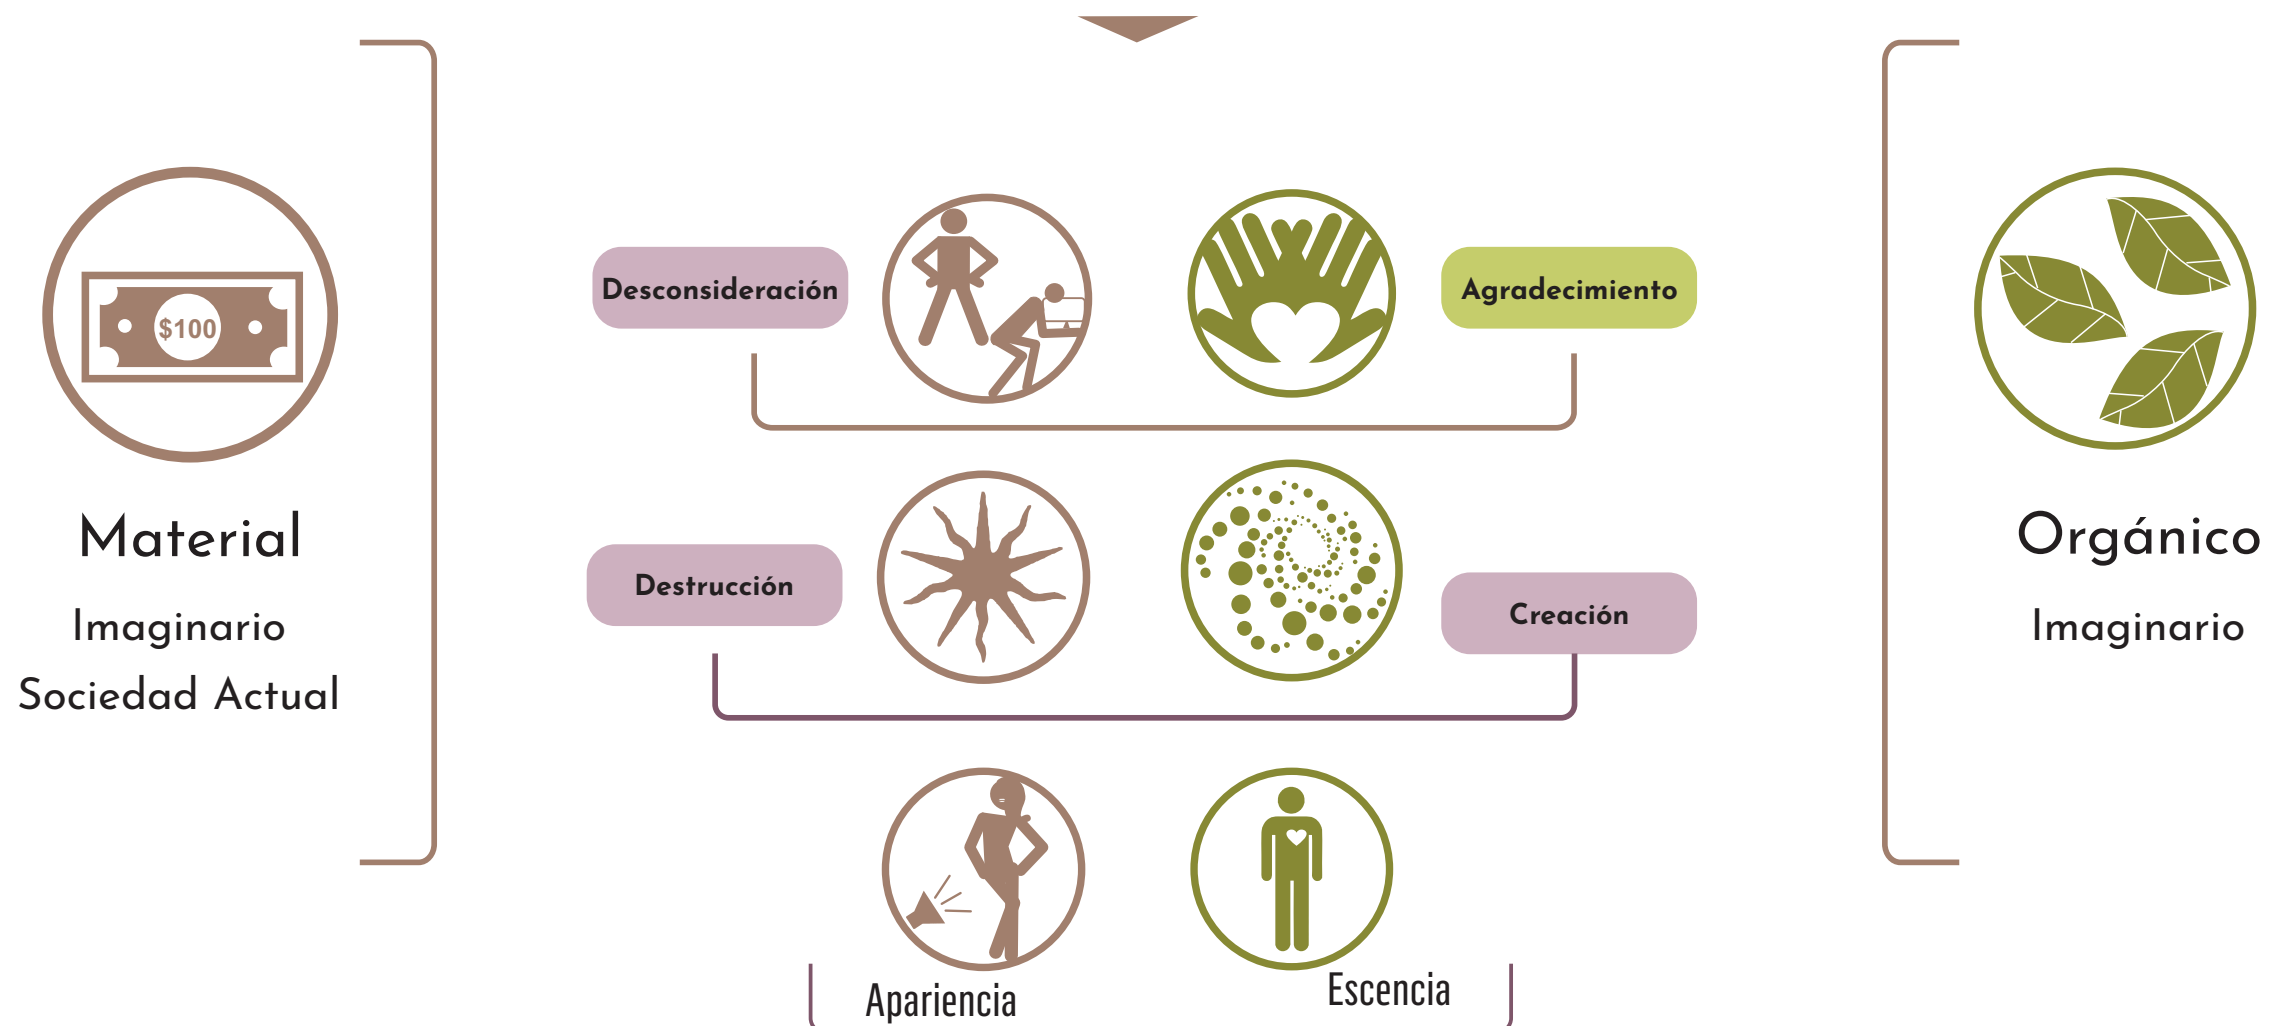 $100
Material
Imaginario
Sociedad Actual
Desconsideración
Agradecimiento
Destrucción
Creación
Apariencia
Escencia
Orgánico
Imaginario